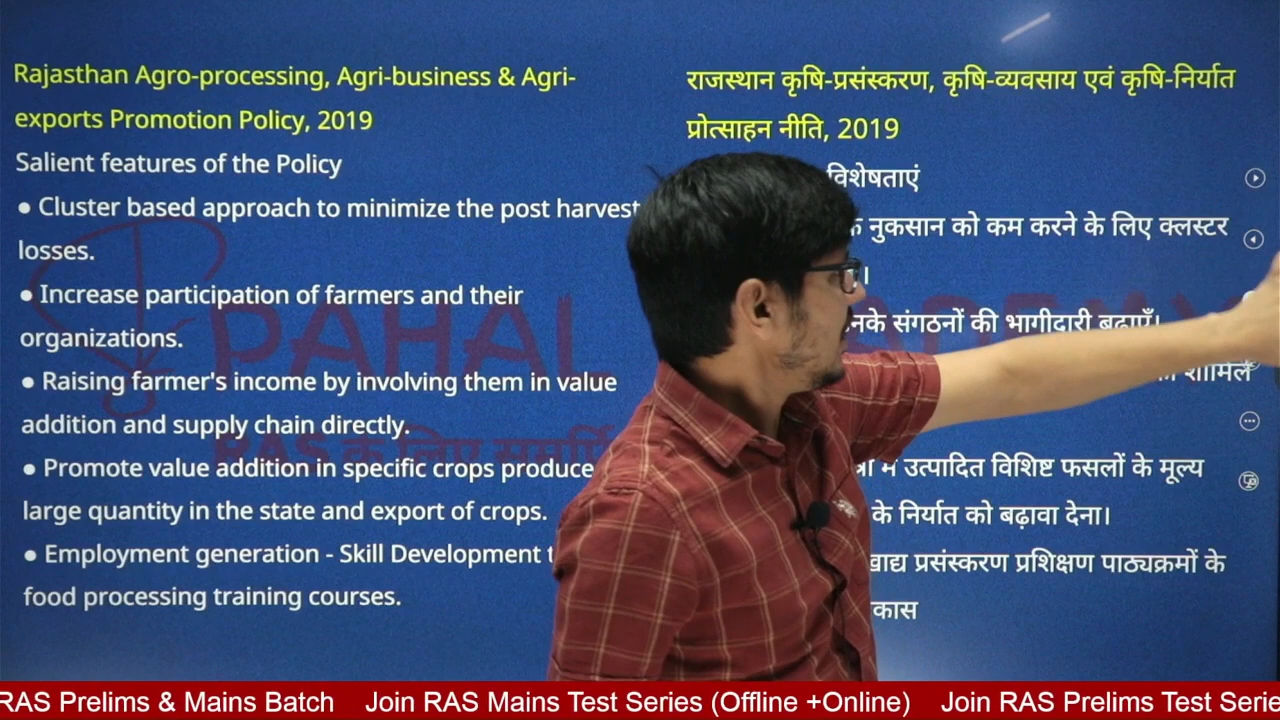 Rajasthan Agro-processing, Agri-business & Agri-
exports Promotion Policy, 2019
Salient features of the Policy
● Cluster based approach to minimize the post harvest
losses.
● Increase participation of farmers and their
organizations.
● Raising farmer's income by involving them in value
addition and supply chain directly.
● Promote value addition in specific crops produce
large quantity in the state and export of crops.
● Employment generation - Skill Development
food processing training courses.
राजस्थान कृषि-प्रसंस्करण, कृषि-व्यवसाय एवं कृषि-निर्यात
प्रोत्साहन नीति, 2019
विशेषताएं
नुकसान को कम करने के लिए क्लस्टर
संगठनों की भागीदारी बढ़ाएँ।
शामिल
उत्पादित विशिष्ट फसलों के मूल्य
के निर्यात को बढ़ावा देना।
खाद्य प्रसंस्करण प्रशिक्षण पाठ्यक्रमों के
PAHAL ACADEMY
RAS के लिए
RAS Prelims & Mains Batch Join RAS Mains Test Series (Offline +Online) Join RAS Prelims Test